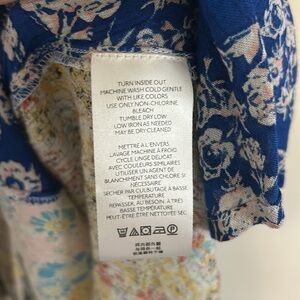 TURN INSIDE OUT
MACHINE WASH COLD GENTLE
WITH LIKE COLORS
USE ONLY NON-CHLORINE
BLEACH
TUMBLE DRY LOW
LOW IRON AS NEEDED
MAY BE DRY CLEANED
METTRE A L'ENVERS
LAVAGE MACHINE À FROID
CYCLE LINGE DÉLICAT
AVEC COULEURS SIMILAIRES
UTILISER UN AGENT DE
BLANCHIMENT SANS CHLORE SI
NÉCESSAIRE
SÉCHER PAR CULBUTAGE A BASSE
TEMPÉRATURE
REPASSER, AU BESOIN, À TRÈS
BASSE TEMPÉRATURE
PEUT-ÊTRE ÊTRE NETTOYÉE SEC